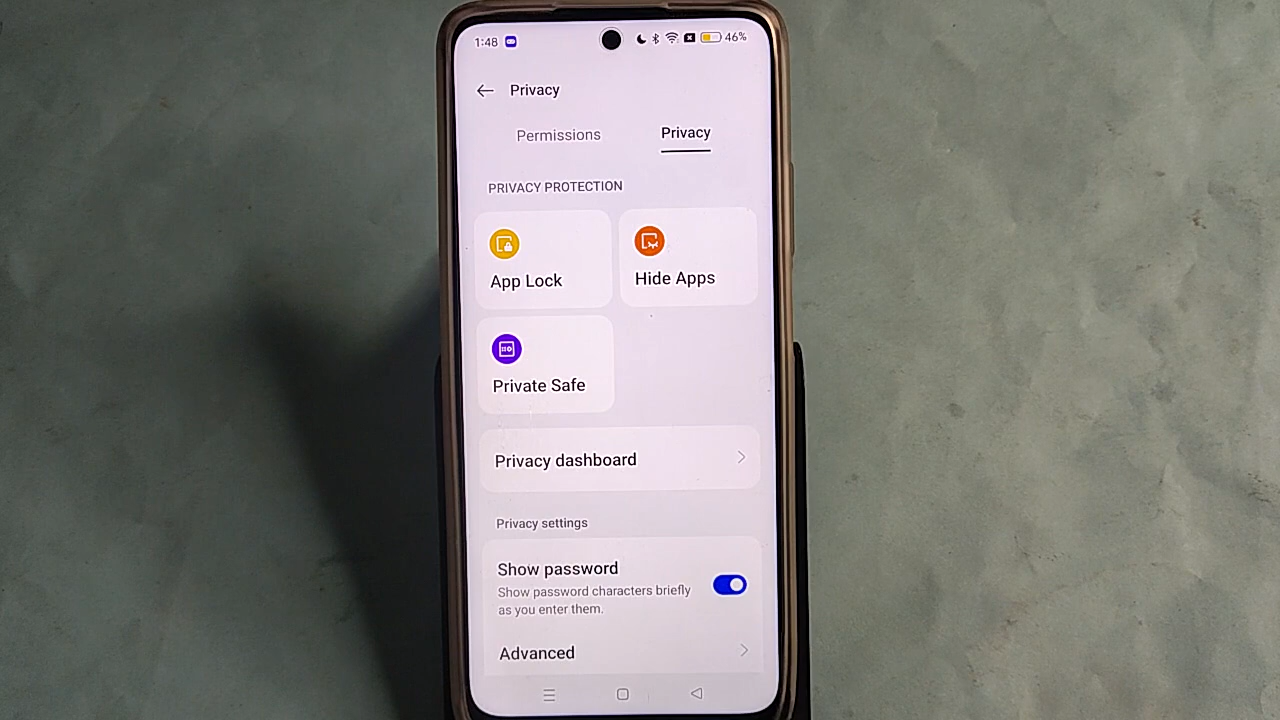 1:48 46%
Privacy
Permissions Privacy
PRIVACY PROTECTION
App Lock Hide Apps
Private Safe
Privacy dashboard
Privacy settings
Show password
Show password characters briefly
as you enter them.
Advanced